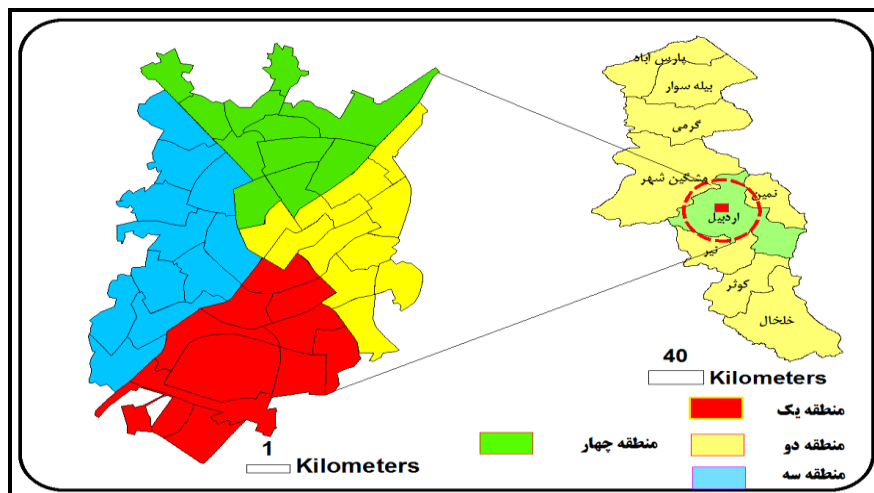 پارس اباد
بیله سوار
گرمی
مشگین شهر
نمین
اردبیل
نیر
کوثر
خلخال
40
Kilometers
منطقه یک
منطقه دو
منطقه سه
منطقه چهار
1
Kilometers